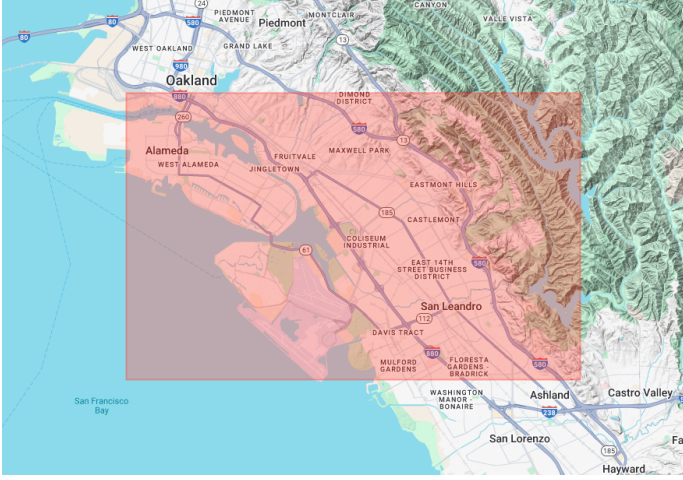 CANYON
24
PIEDMONT
AVENUE
MONTCLAIR
VALLE VISTA
80
580
Piedmont
80
13
WEST OAKLAND
GRAND LAKE
980
Oakland
880
DIMOND
DISTRICT
260
580
13
Alameda
MAXWELL PARK
FRUITVALE
WEST ALAMEDA
JINGLETOWN
EASTMONT HILLS
185
CASTLEMONT
COLISEUM
INDUSTRIAL
61
EAST 14TH
STREET BUSINESS
DISTRICT
580
San Leandro
112
DAVIS TRACT
880
MULFORD
GARDENS
FLORESTA
GARDENS -
BRADRICK
580
WASHINGTON
MANOR -
BONAIRE
Ashland
Castro Valley
San Francisco
Bay
238
San Lorenzo
Fa
185
Hayward